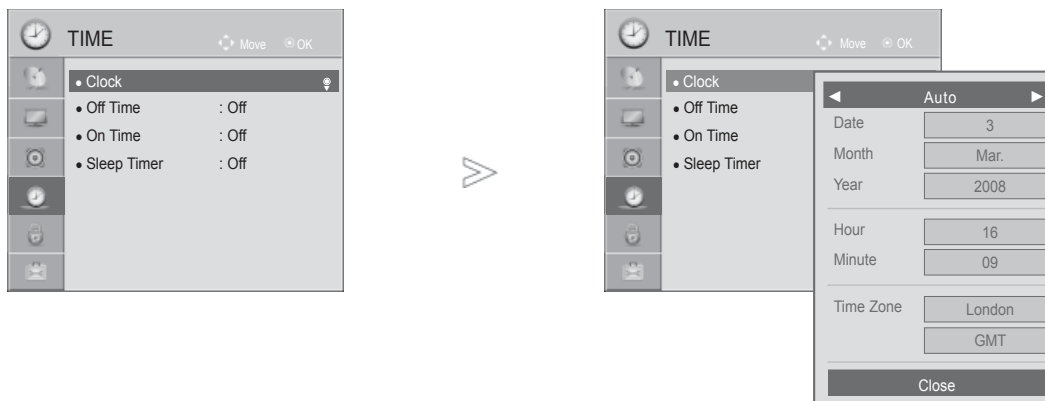 TIME
Move OK
• Clock
• Off Time : Off
• On Time : Off
• Sleep Timer : Off
TIME
Move OK
• Clock
• Off Time
• On Time
• Sleep Timer
◀ Auto ▶
Date 3
Month Mar.
Year 2008
Hour 16
Minute 09
Time Zone London
GMT
Close